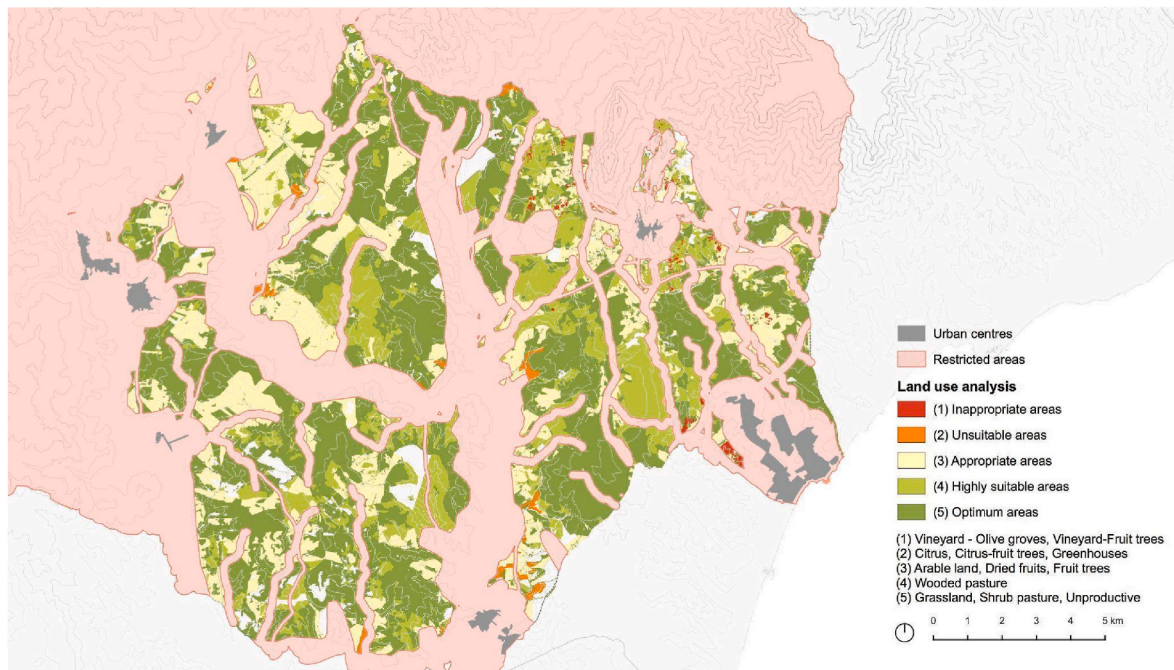 Urban centres
Restricted areas
Land use analysis
(1) Inappropriate areas
(2) Unsuitable areas
(3) Appropriate areas
(4) Highly suitable areas
(5) Optimum areas
(1) Vineyard - Olive groves, Vineyard-Fruit trees
(2) Citrus, Citrus-fruit trees, Greenhouses
(3) Arable land, Dried fruits, Fruit trees
(4) Wooded pasture
(5) Grassland, Shrub pasture, Unproductive
0 1 2 3 4 5 km